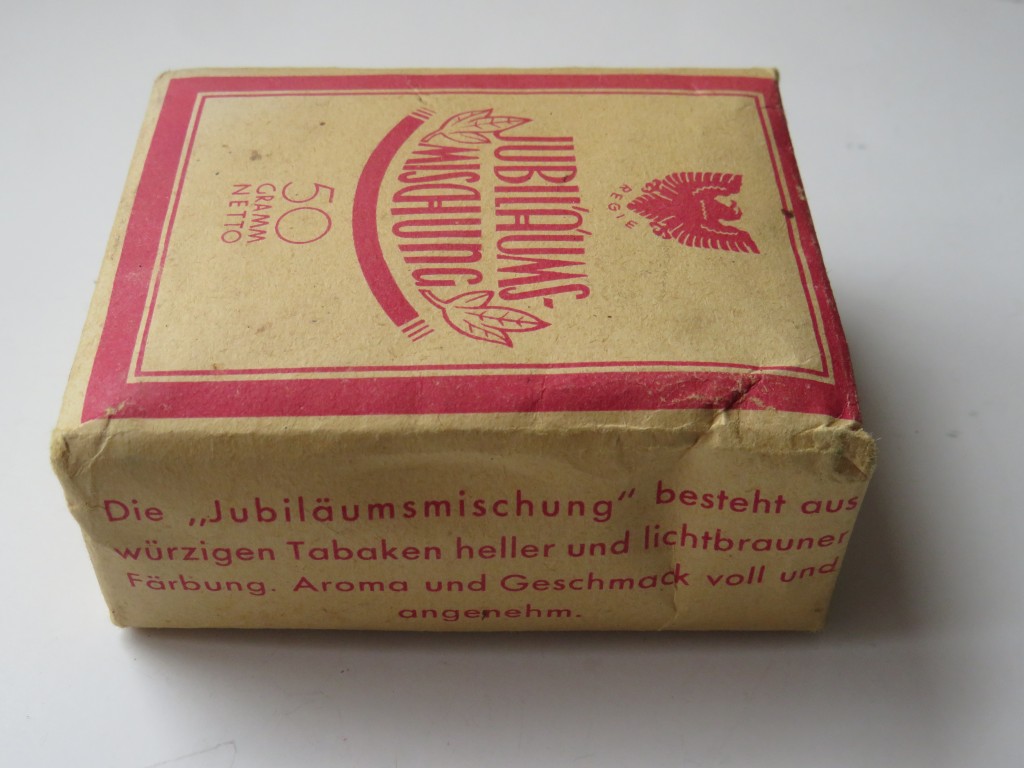 REGIE
JUBILÄUMS-
MISCHUNG
50
GRAMM
NETTO
Die „Jubiläumsmischung“ besteht aus
würzigen Tabaken heller und lichtbrauner
Färbung. Aroma und Geschmack voll und
angenehm.